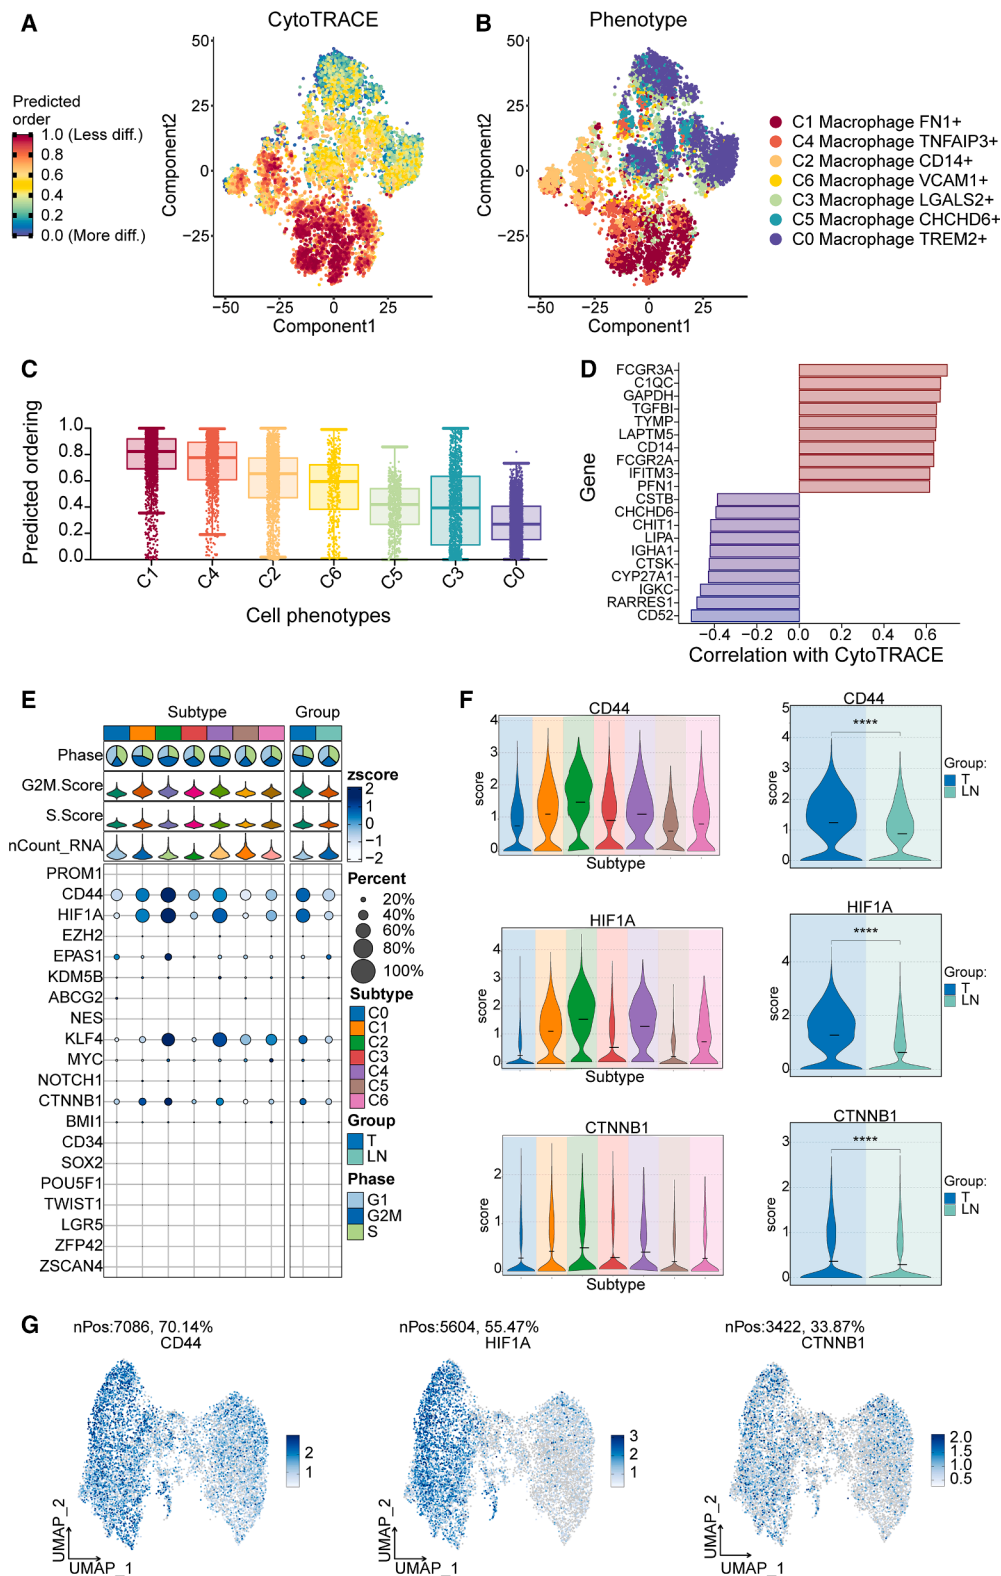 A
CytoTRACE
Predicted
order
1.0 (Less diff.)
0.8
0.6
0.4
0.2
0.0 (More diff.)
Component2
50
25
0
−25
−50 −25 0 25
Component1
B
Phenotype
Component2
50
25
0
−25
−50 −25 0 25
Component1
C1 Macrophage FN1+
C4 Macrophage TNFAIP3+
C2 Macrophage CD14+
C6 Macrophage VCAM1+
C3 Macrophage LGALS2+
C5 Macrophage CHCHD6+
C0 Macrophage TREM2+
C
Predicted ordering
1.0
0.8
0.6
0.4
0.2
0.0
C1 C4 C2 C6 C5 C3 C0
Cell phenotypes
D
Gene
FCGR3A
C1QC
GAPDH
TGFBI
TYMP
LAPTM5
CD14
FCGR2A
IFITM3
PFN1
CSTB
CHCHD6
CHIT1
LIPA
IGHA1
CTSK
CYP27A1
IGKC
RARRES1
CD52
−0.4 −0.2 0.0 0.2 0.4 0.6
Correlation with CytoTRACE
E
Subtype Group
Phase
G2M.Score
S.Score
nCount_RNA
PROM1
CD44
HIF1A
EZH2
EPAS1
KDM5B
ABCG2
NES
KLF4
MYC
NOTCH1
CTNNB1
BMI1
CD34
SOX2
POU5F1
TWIST1
LGR5
ZFP42
ZSCAN4
zscore
2
1
0
−1
−2
Percent
20%
40%
60%
80%
100%
Subtype
C0
C1
C2
C3
C4
C5
C6
Group
T
LN
Phase
G1
G2M
S
F
CD44
score
4
3
2
1
0
Subtype
CD44
score
5
4
3
2
1
0
****
Group:
T
LN
HIF1A
score
4
3
2
1
0
Subtype
HIF1A
score
4
2
0
****
Group:
T
LN
CTNNB1
score
2
1
0
Subtype
CTNNB1
score
3
2
1
0
****
Group:
T
LN
G
nPos:7086, 70.14%
CD44
2
1
UMAP_2
UMAP_1
nPos:5604, 55.47%
HIF1A
3
2
1
UMAP_2
UMAP_1
nPos:3422, 33.87%
CTNNB1
2.0
1.5
1.0
0.5
UMAP_2
UMAP_1